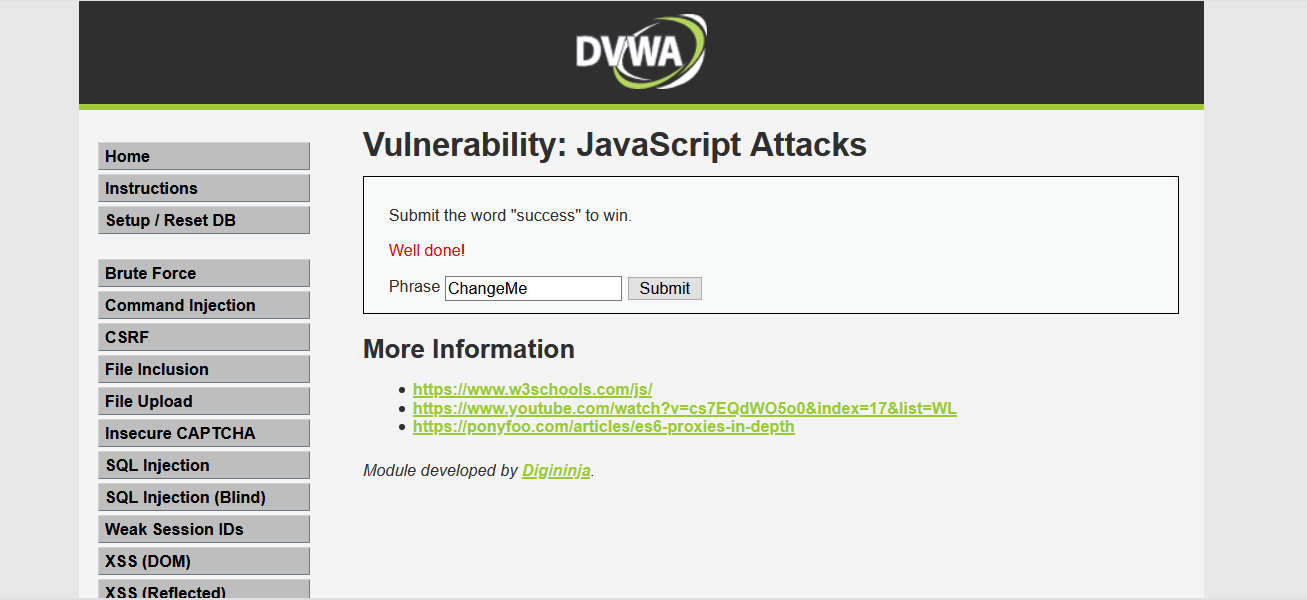 DVWA
Home
Instructions
Setup / Reset DB
Brute Force
Command Injection
CSRF
File Inclusion
File Upload
Insecure CAPTCHA
SQL Injection
SQL Injection (Blind)
Weak Session IDs
XSS (DOM)
XSS (Reflected)
Vulnerability: JavaScript Attacks
Submit the word "success" to win.
Well done!
Phrase ChangeMe Submit
More Information
https://www.w3schools.com/js/
https://www.youtube.com/watch?v=cs7EQdWO5o0&index=17&list=WL
https://ponyfoo.com/articles/es6-proxies-in-depth
Module developed by Digininja.